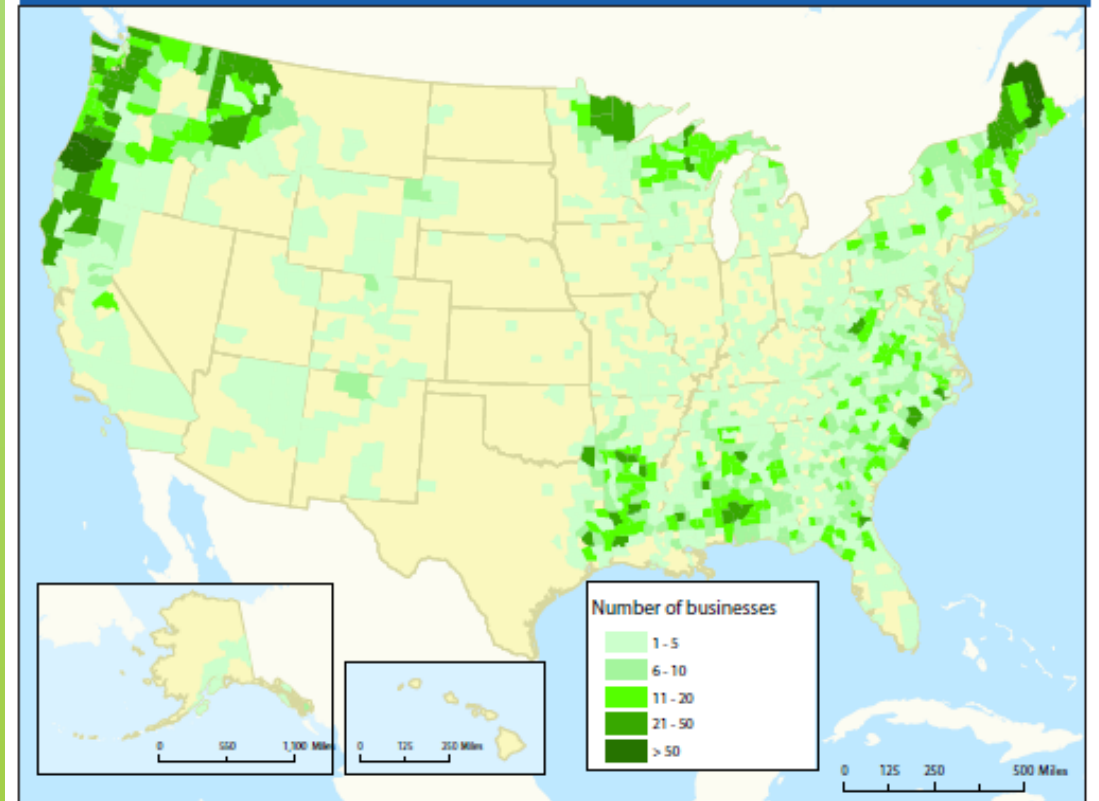 Number of businesses
1 - 5
6 - 10
11 - 20
21 - 50
> 50
0 550 1,100 Miles
0 125 250 Miles
0 125 250 500 Miles